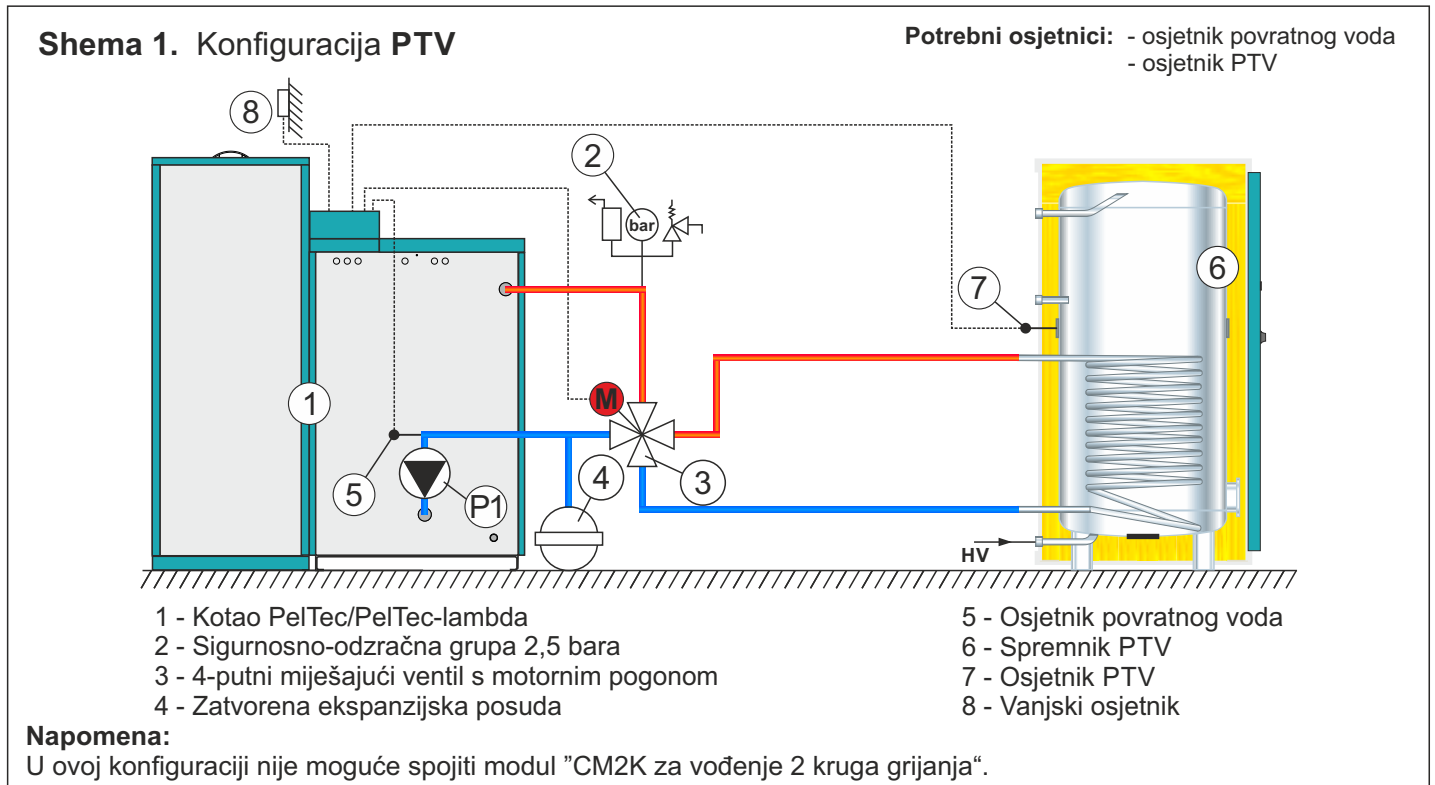 Shema 1. Konfiguracija PTV
Potrebni osjetnici: - osjetnik povratnog voda
- osjetnik PTV
8
2
bar
6
7
M
1
5
P1
4
3
HV
1 - Kotao PelTec/PelTec-lambda
2 - Sigurnosno-odzračna grupa 2,5 bara
3 - 4-putni miješajući ventil s motornim pogonom
4 - Zatvorena ekspanzijska posuda
5 - Osjetnik povratnog voda
6 - Spremnik PTV
7 - Osjetnik PTV
8 - Vanjski osjetnik
Napomena:
U ovoj konfiguraciji nije moguće spojiti modul ”CM2K za vođenje 2 kruga grijanja“.